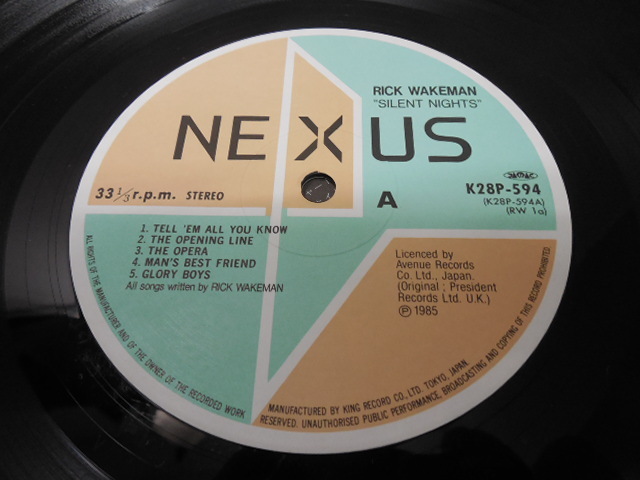 RICK WAKEMAN
"SILENT NIGHTS"
NEXUS
33 1/3 r.p.m. STEREO
A
JASRAC
K28P-594
(K28P-594A)
(RW 1a)
1. TELL 'EM ALL YOU KNOW
2. THE OPENING LINE
3. THE OPERA
4. MAN'S BEST FRIEND
5. GLORY BOYS
All songs written by RICK WAKEMAN
Licenced by
Avenue Records
Co. Ltd., Japan.
(Original ; President
Records Ltd. U.K.)
Ⓟ 1985
ALL RIGHTS OF THE MANUFACTURER AND OF THE OWNER OF THE RECORDED WORK
RESERVED. UNAUTHORISED PUBLIC PERFORMANCE, BROADCASTING AND COPYING OF THIS RECORD PROHIBITED
MANUFACTURED BY KING RECORD CO., LTD. TOKYO, JAPAN.